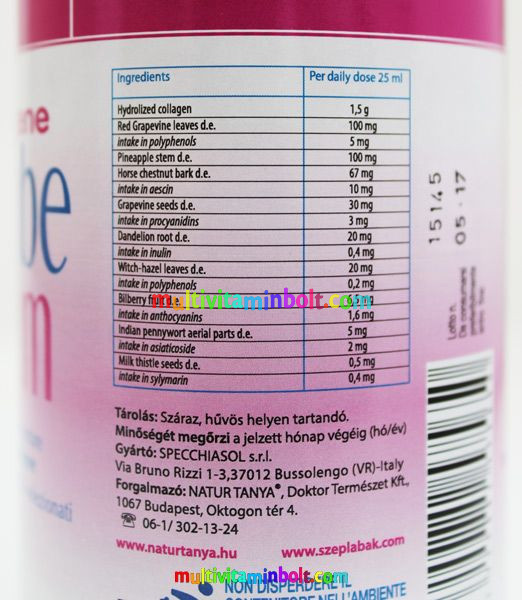 ne
be
m
Ingredients Per daily dose 25 ml
Hydrolized collagen 1,5 g
Red Grapevine leaves d.e. 100 mg
intake in polyphenols 5 mg
Pineapple stem d.e. 100 mg
Horse chestnut bark d.e. 67 mg
intake in aescin 10 mg
Grapevine seeds d.e. 30 mg
intake in procyanidins 3 mg
Dandelion root d.e. 20 mg
intake in inulin 0,4 mg
Witch-hazel leaves d.e. 20 mg
intake in polyphenols 0,2 mg
multivitaminbolt.com
Bilberry d.e.
intake in anthocyanins 1,6 mg
Indian pennywort aerial parts d.e. 5 mg
intake in asiaticoside 2 mg
Milk thistle seeds d.e. 0,5 mg
intake in sylymarin 0,4 mg
Tárolás: Száraz, hűvös helyen tartandó.
Minőségét megőrzi a jelzett hónap végéig (hó/év)
Gyártó: SPECCHIASOL s.r.l.
Via Bruno Rizzi 1-3,37012 Bussolengo (VR)-Italy
Forgalmazó: NATUR TANYA®, Doktor Természet Kft.,
1067 Budapest, Oktogon tér 4.
☏ 06-1/ 302-13-24
www.naturtanya.hu www.szeplabak.com
multivitaminbolt.com
NON DISPERDERE IL
CONTENITORE NELL'AMBIENTE
15145
05 17
Lotto n.